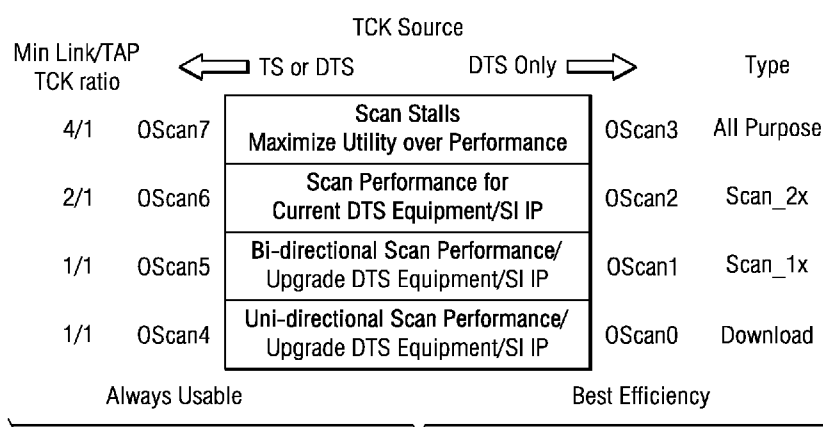 TCK Source
Min Link/TAP
TCK ratio
TS or DTS
DTS Only
Type
4/1
OScan7
Scan Stalls
Maximize Utility over Performance
OScan3
All Purpose
2/1
OScan6
Scan Performance for
Current DTS Equipment/SI IP
OScan2
Scan_2x
1/1
OScan5
Bi-directional Scan Performance/
Upgrade DTS Equipment/SI IP
OScan1
Scan_1x
1/1
OScan4
Uni-directional Scan Performance/
Upgrade DTS Equipment/SI IP
OScan0
Download
Always Usable
Best Efficiency